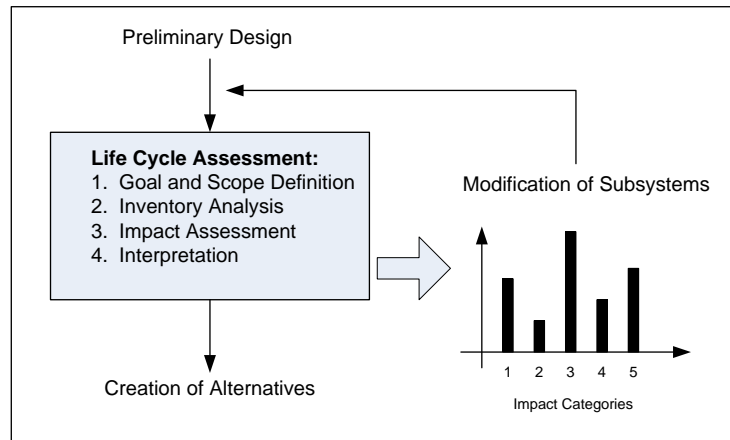 Preliminary Design
Life Cycle Assessment:
1. Goal and Scope Definition
2. Inventory Analysis
3. Impact Assessment
4. Interpretation
Modification of Subsystems
Creation of Alternatives
1 2 3 4 5
Impact Categories